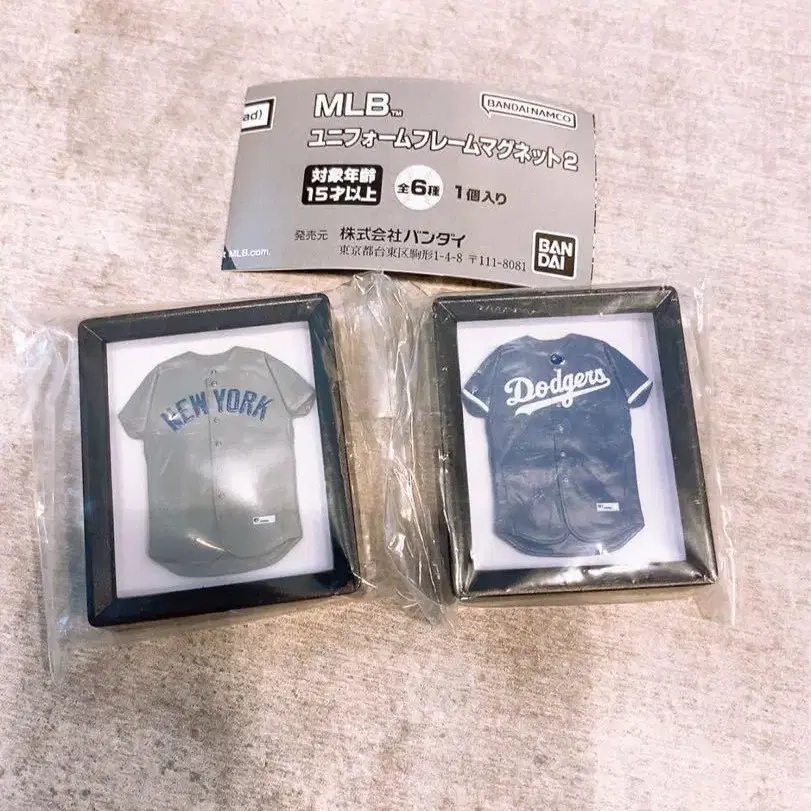 ad)
MLB™
BANDAI NAMCO
ユニフォームフレームマグネット2
対象年齢
15才以上
全6種
1個入り
発売元 株式会社バンダイ
東京都台東区駒形1-4-8 〒111-8081
BAN
DAI
t MLB.com.
NEW YORK
Dodgers